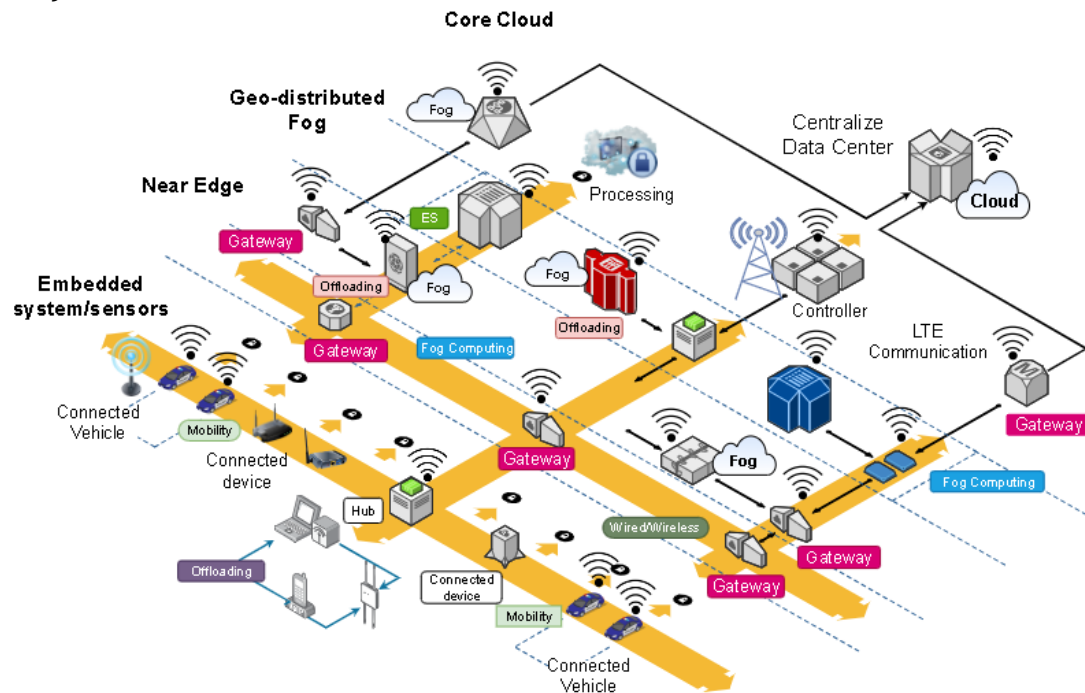 Core Cloud
Geo-distributed
Fog
Fog
Centralize
Data Center
Cloud
Near Edge
Processing
ES
Gateway
Fog
Fog
Offloading
Embedded
system/sensors
Controller
Offloading
LTE
Communication
Gateway
Fog Computing
Connected
Vehicle
Mobility
M
Gateway
Connected
device
Gateway
Fog
Fog Computing
Hub
Wired/Wireless
Gateway
Offloading
Connected
device
Gateway
Mobility
Connected
Vehicle